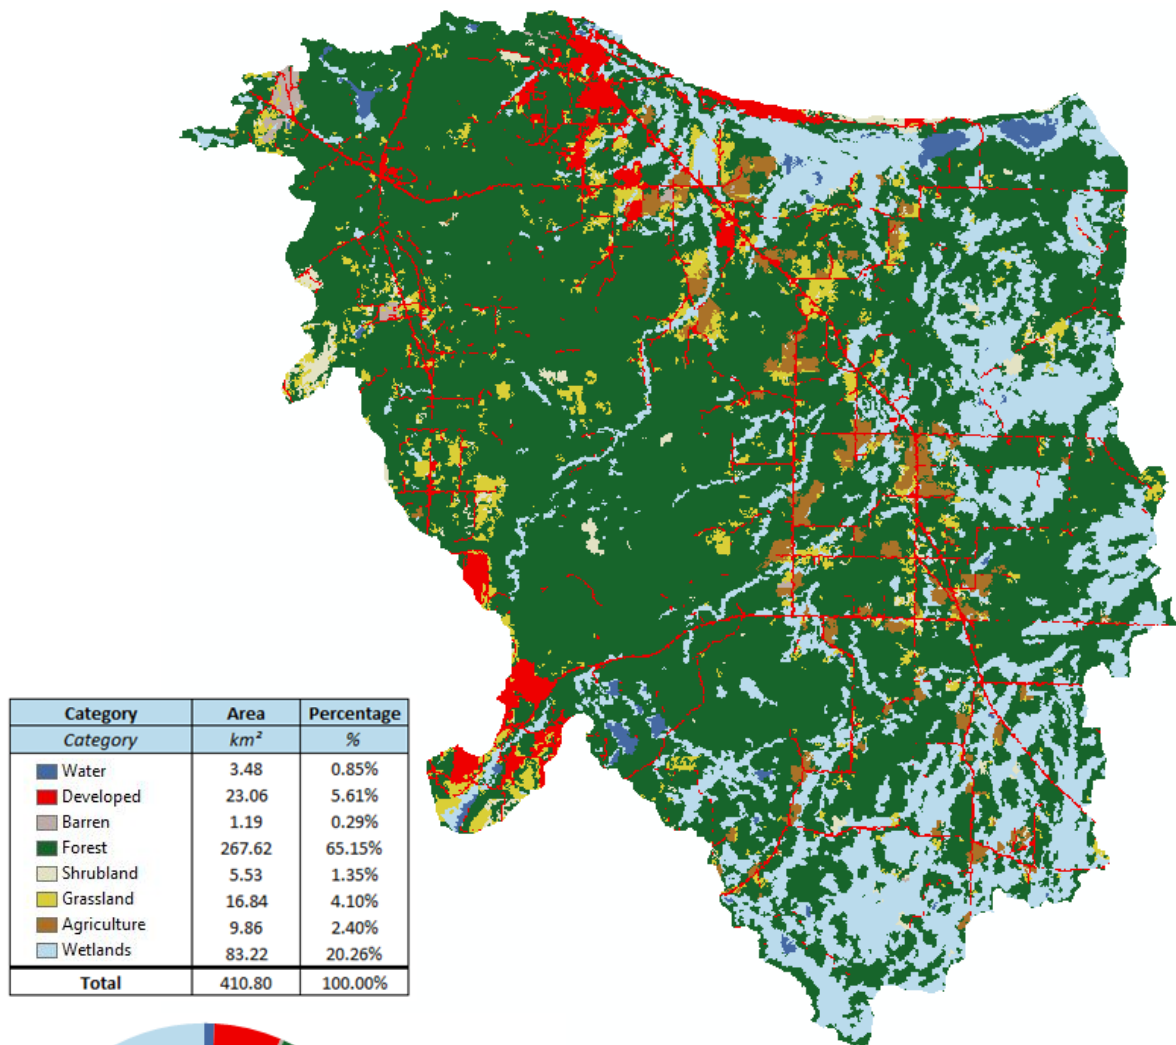 Category Area Percentage
Category km² %
Water 3.48 0.85%
Developed 23.06 5.61%
Barren 1.19 0.29%
Forest 267.62 65.15%
Shrubland 5.53 1.35%
Grassland 16.84 4.10%
Agriculture 9.86 2.40%
Wetlands 83.22 20.26%
Total 410.80 100.00%